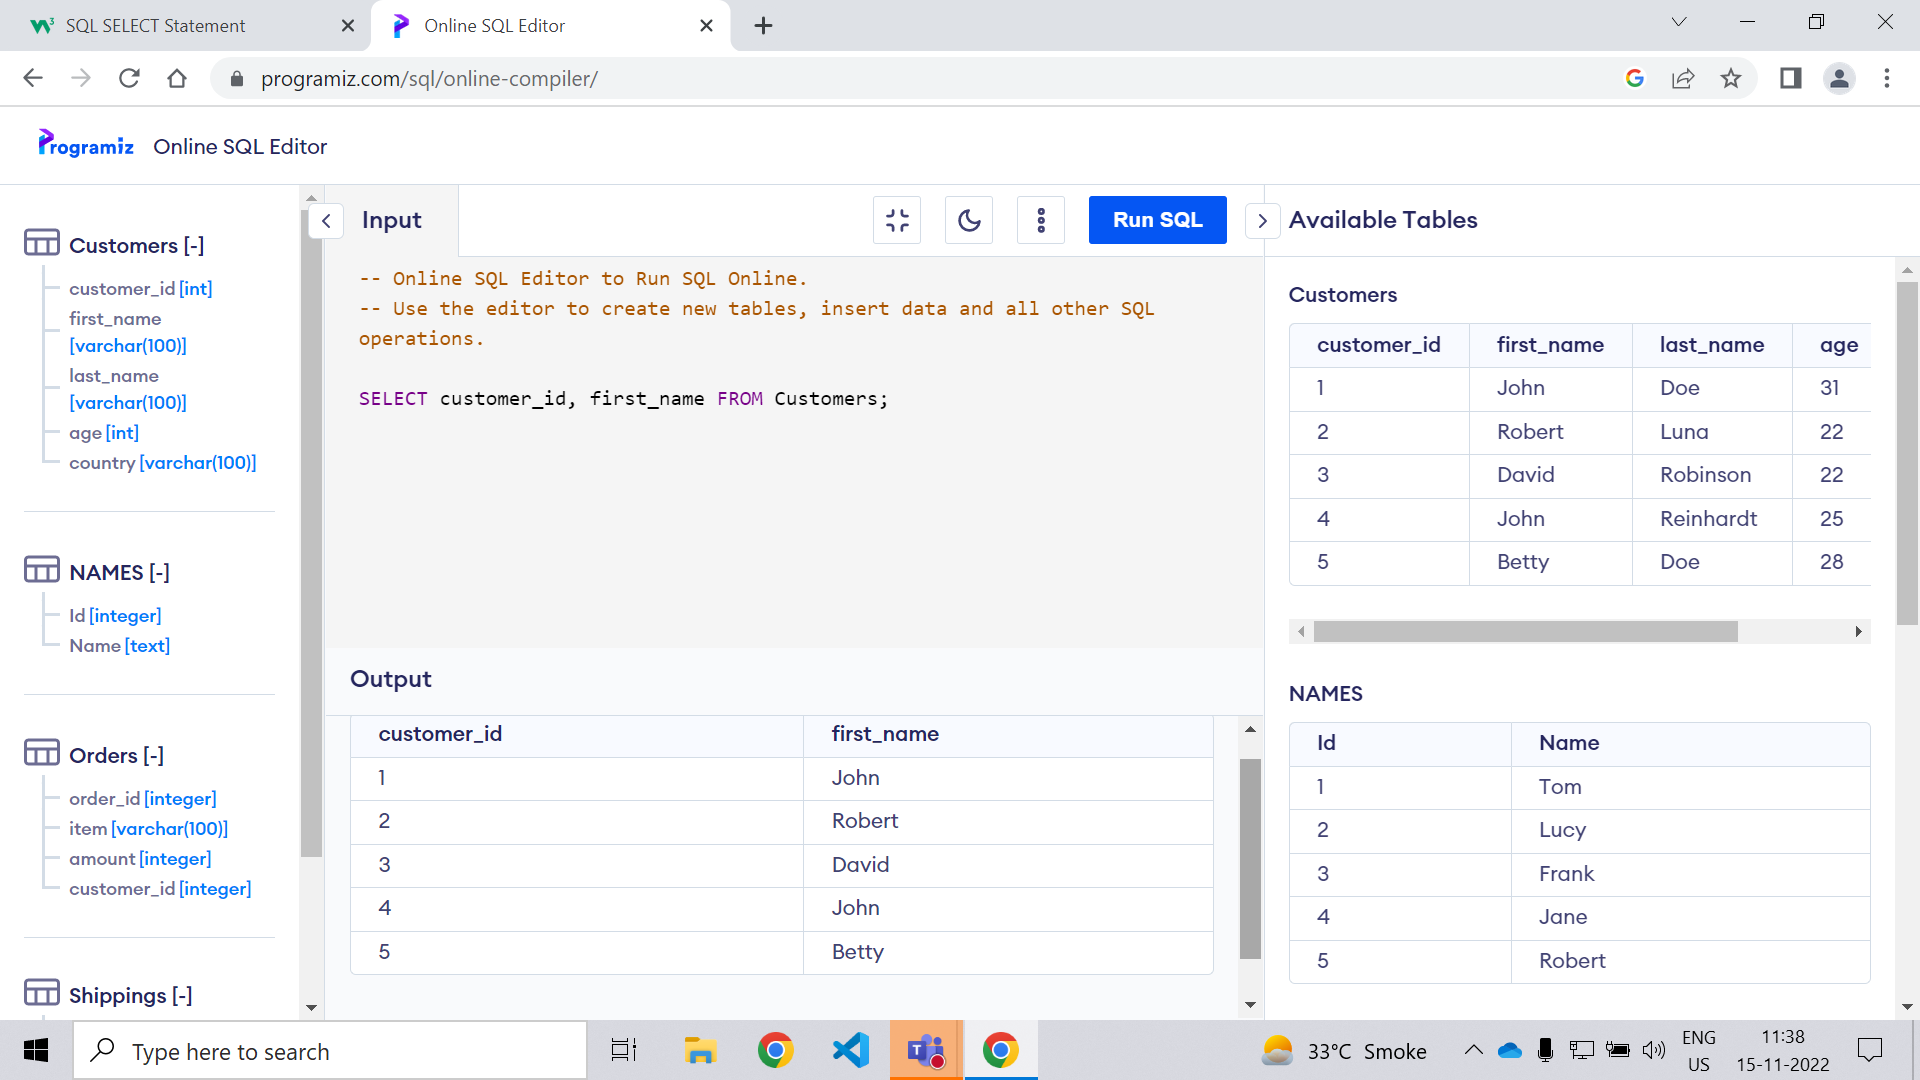 SQL SELECT Statement
Online SQL Editor
programiz.com/sql/online-compiler/
Programiz Online SQL Editor
Customers [-]
customer_id [int]
first_name
[varchar(100)]
last_name
[varchar(100)]
age [int]
country [varchar(100)]
NAMES [-]
Id [integer]
Name [text]
Orders [-]
order_id [integer]
item [varchar(100)]
amount [integer]
customer_id [integer]
Shippings [-]
Input
Run SQL
-- Online SQL Editor to Run SQL Online.
-- Use the editor to create new tables, insert data and all other SQL
operations.
SELECT customer_id, first_name FROM Customers;
Output
customer_id first_name
1 John
2 Robert
3 David
4 John
5 Betty
Available Tables
Customers
customer_id first_name last_name age
1 John Doe 31
2 Robert Luna 22
3 David Robinson 22
4 John Reinhardt 25
5 Betty Doe 28
NAMES
Id Name
1 Tom
2 Lucy
3 Frank
4 Jane
5 Robert
Type here to search
33°C Smoke
ENG
US
11:38
15-11-2022